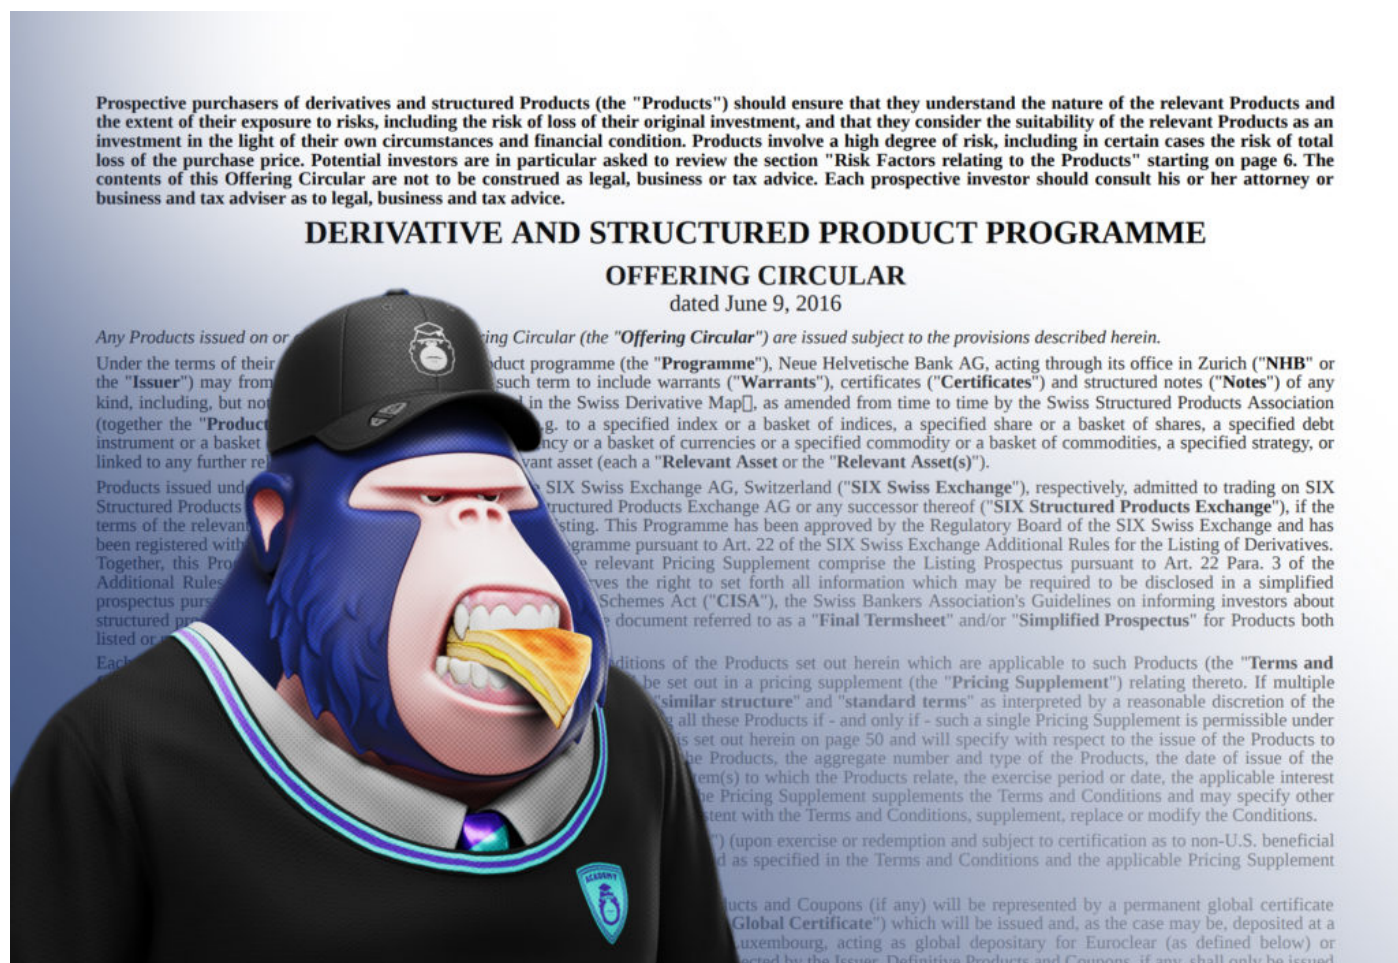 Prospective purchasers of derivatives and structured Products (the "Products") should ensure that they understand the nature of the relevant Products and
the extent of their exposure to risks, including the risk of loss of their original investment, and that they consider the suitability of the relevant Products as an
investment in the light of their own circumstances and financial condition. Products involve a high degree of risk, including in certain cases the risk of total
loss of the purchase price. Potential investors are in particular asked to review the section "Risk Factors relating to the Products" starting on page 6. The
contents of this Offering Circular are not to be construed as legal, business or tax advice. Each prospective investor should consult his or her attorney or
business and tax adviser as to legal, business and tax advice.
DERIVATIVE AND STRUCTURED PRODUCT PROGRAMME
OFFERING CIRCULAR
dated June 9, 2016
Any Products issued on or cing Circular (the "Offering Circular") are issued subject to the provisions described herein.
Under the terms of their duct programme (the "Programme"), Neue Helvetische Bank AG, acting through its office in Zurich ("NHB" or
the "Issuer") may from such term to include warrants ("Warrants"), certificates ("Certificates") and structured notes ("Notes") of any
kind, including, but not in the Swiss Derivative Map▯, as amended from time to time by the Swiss Structured Products Association
(together the "Product .g. to a specified index or a basket of indices, a specified share or a basket of shares, a specified debt
instrument or a basket ncy or a basket of currencies or a specified commodity or a basket of commodities, a specified strategy, or
linked to any further rel vant asset (each a "Relevant Asset or the "Relevant Asset(s)").
Products issued unde SIX Swiss Exchange AG, Switzerland ("SIX Swiss Exchange"), respectively, admitted to trading on SIX
Structured Products tructured Products Exchange AG or any successor thereof ("SIX Structured Products Exchange"), if the
terms of the relevant sting. This Programme has been approved by the Regulatory Board of the SIX Swiss Exchange and has
been registered with gramme pursuant to Art. 22 of the SIX Swiss Exchange Additional Rules for the Listing of Derivatives.
Together, this Pro relevant Pricing Supplement comprise the Listing Prospectus pursuant to Art. 22 Para. 3 of the
Additional Rules ves the right to set forth all information which may be required to be disclosed in a simplified
prospectus purs Schemes Act ("CISA"), the Swiss Bankers Association's Guidelines on informing investors about
structured pro document referred to as a "Final Termsheet" and/or "Simplified Prospectus" for Products both
listed or
Each ditions of the Products set out herein which are applicable to such Products (the "Terms and
be set out in a pricing supplement (the "Pricing Supplement") relating thereto. If multiple
"similar structure" and "standard terms" as interpreted by a reasonable discretion of the
all these Products if - and only if - such a single Pricing Supplement is permissible under
is set out herein on page 50 and will specify with respect to the issue of the Products to
he Products, the aggregate number and type of the Products, the date of issue of the
tem(s) to which the Products relate, the exercise period or date, the applicable interest
he Pricing Supplement supplements the Terms and Conditions and may specify other
stent with the Terms and Conditions, supplement, replace or modify the Conditions.
") (upon exercise or redemption and subject to certification as to non-U.S. beneficial
d as specified in the Terms and Conditions and the applicable Pricing Supplement
ucts and Coupons (if any) will be represented by a permanent global certificate
"Global Certificate") which will be issued and, as the case may be, deposited at a
Luxembourg, acting as global depositary for Euroclear (as defined below) or
ected by the Issuer. Definitive Products and Coupons, if any, shall only be issued
ACADEMY